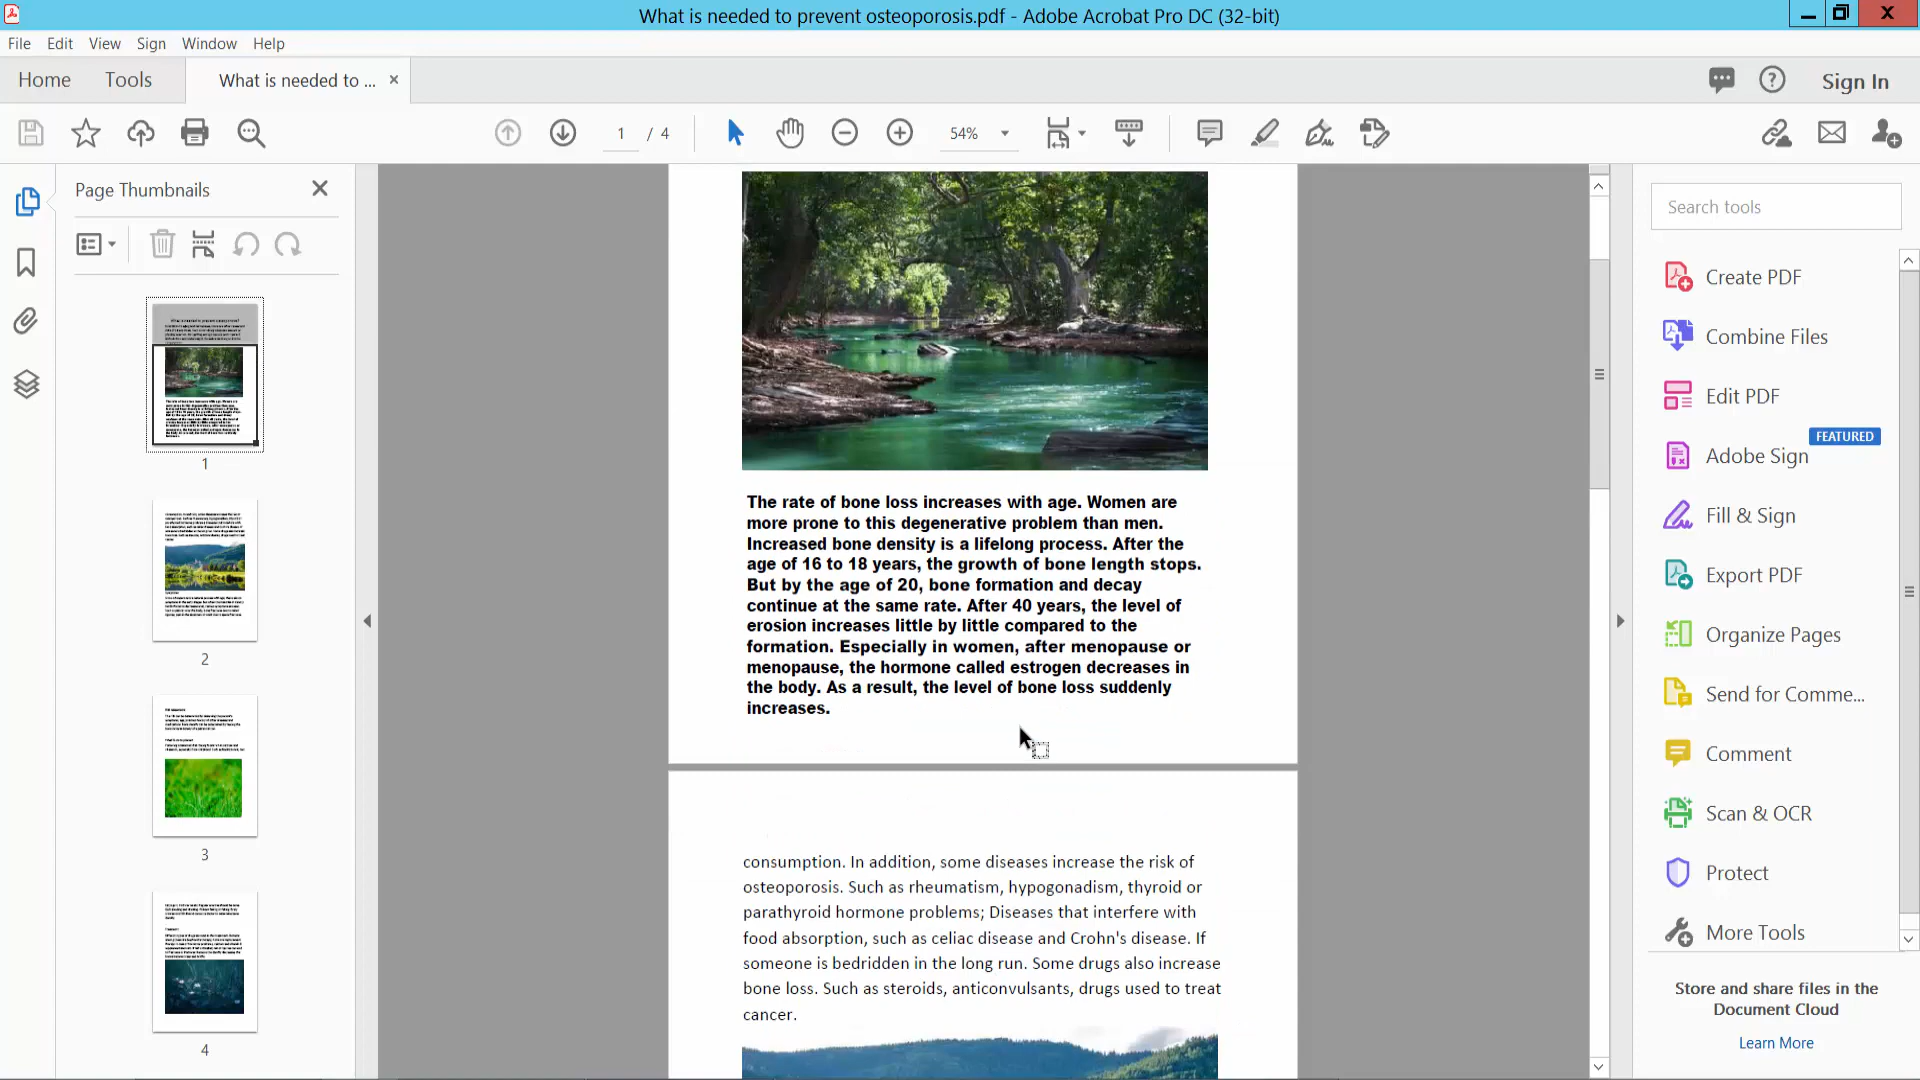 What is needed to prevent osteoporosis.pdf - Adobe Acrobat Pro DC (32-bit)
File Edit View Sign Window Help
Home Tools What is needed to ... × Sign In
1 / 4 54%
Page Thumbnails
1
2
3
4
The rate of bone loss increases with age. Women are
more prone to this degenerative problem than men.
Increased bone density is a lifelong process. After the
age of 16 to 18 years, the growth of bone length stops.
But by the age of 20, bone formation and decay
continue at the same rate. After 40 years, the level of
erosion increases little by little compared to the
formation. Especially in women, after menopause or
menopause, the hormone called estrogen decreases in
the body. As a result, the level of bone loss suddenly
increases.
consumption. In addition, some diseases increase the risk of
osteoporosis. Such as rheumatism, hypogonadism, thyroid or
parathyroid hormone problems; Diseases that interfere with
food absorption, such as celiac disease and Crohn's disease. If
someone is bedridden in the long run. Some drugs also increase
bone loss. Such as steroids, anticonvulsants, drugs used to treat
cancer.
Search tools
Create PDF
Combine Files
Edit PDF
FEATURED
Adobe Sign
Fill & Sign
Export PDF
Organize Pages
Send for Comme...
Comment
Scan & OCR
Protect
More Tools
Store and share files in the
Document Cloud
Learn More